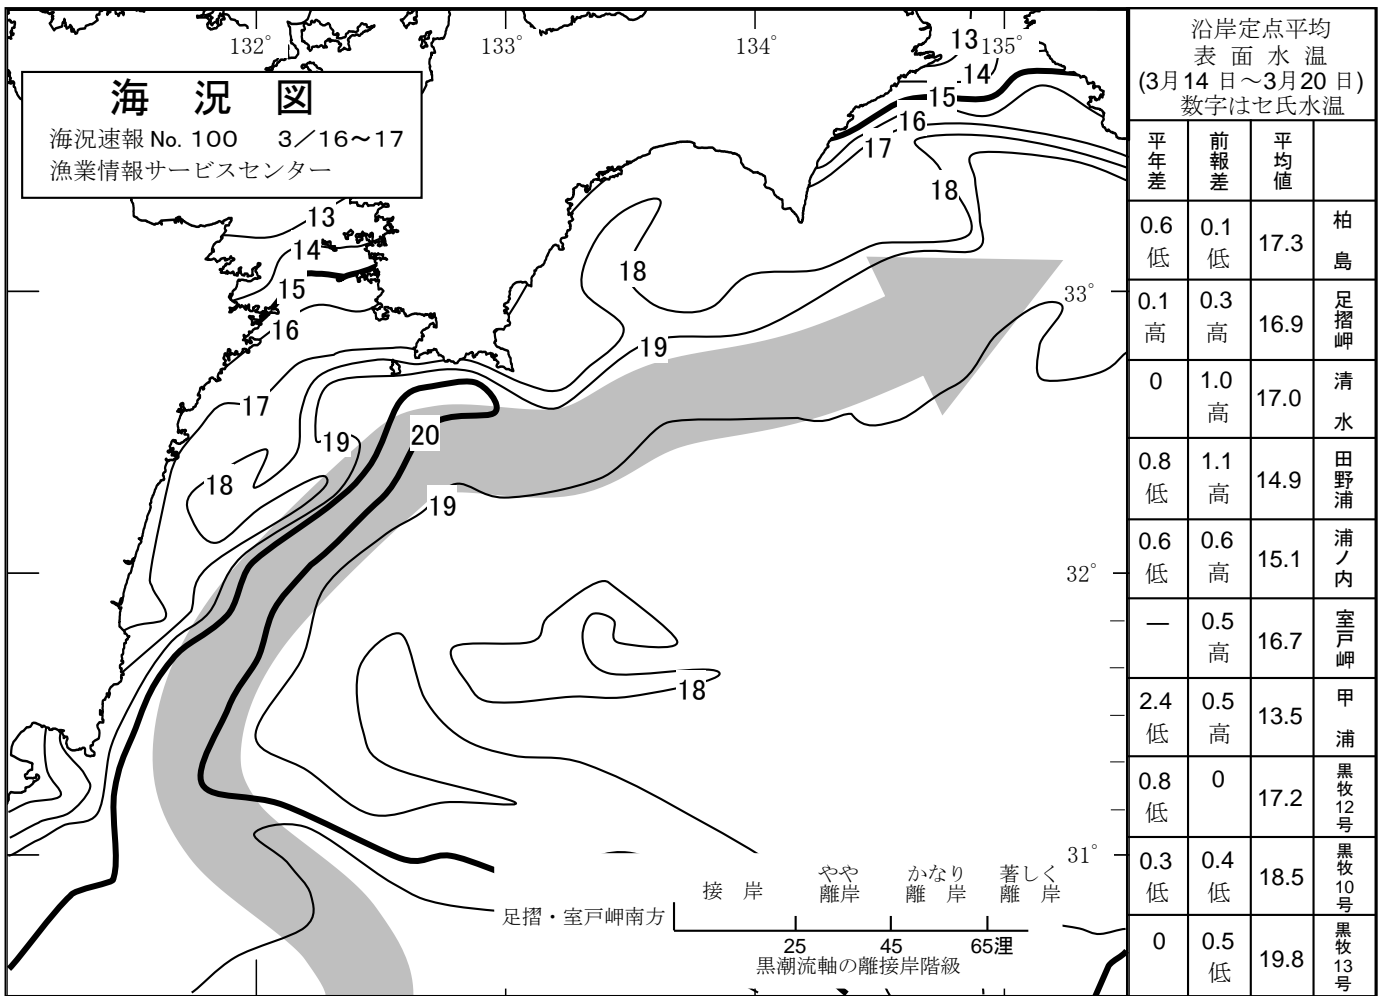 132°
133°
134°
135°
海況図
海況速報 No. 100 3／16～17
漁業情報サービスセンター
13
14
15
16
17
18
13
14
15
16
18
19
17
19
20
18
19
33°
32°
18
31°
接岸 やや離岸 かなり離岸 著しく離岸
足摺・室戸岬南方
25 45 65浬
黒潮流軸の離接岸階級
沿岸定点平均
表面水温
(3月14日～3月20日)
数字はセ氏水温
平年差 前報差 平均値
0.6低 0.1低 17.3 柏島
0.1高 0.3高 16.9 足摺岬
0 1.0高 17.0 清水
0.8低 1.1高 14.9 田野浦
0.6低 0.6高 15.1 浦ノ内
— 0.5高 16.7 室戸岬
2.4低 0.5高 13.5 甲浦
0.8低 0 17.2 黒牧12号
0.3低 0.4低 18.5 黒牧10号
0 0.5低 19.8 黒牧13号